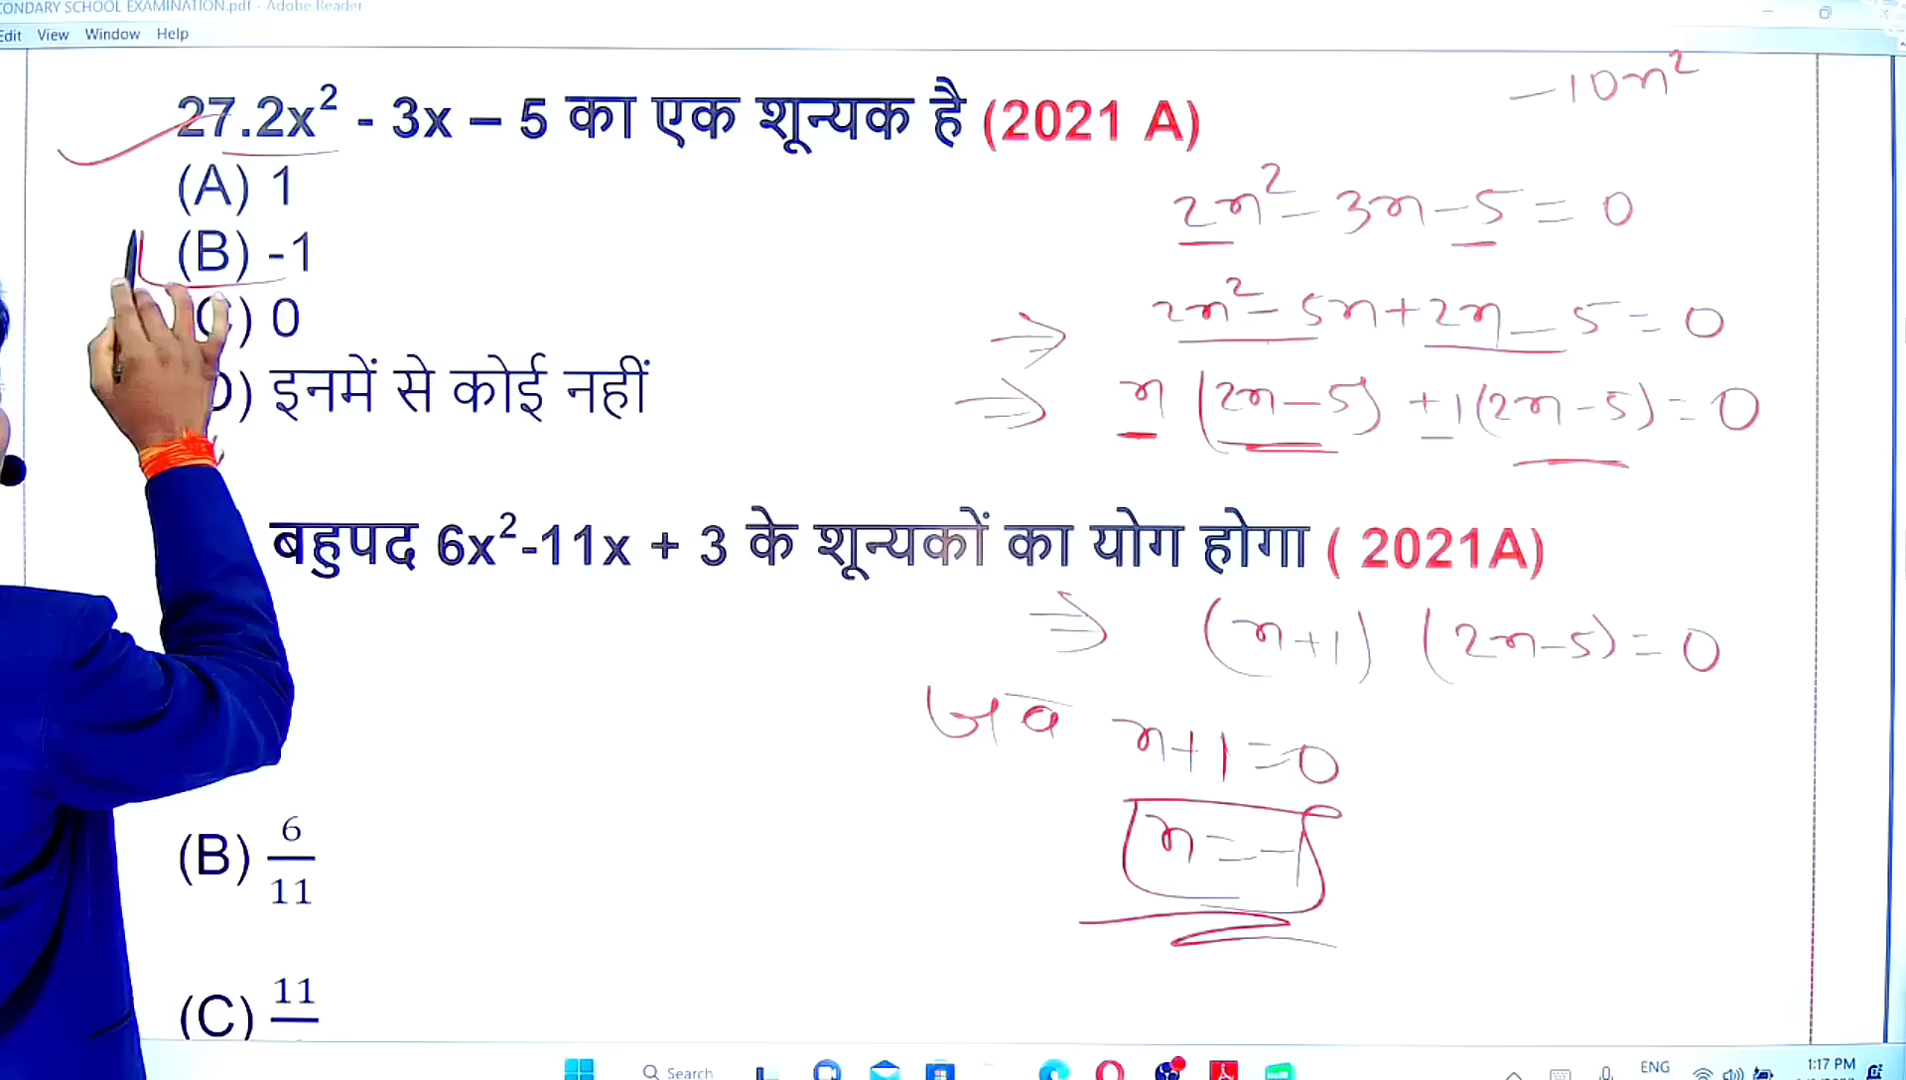 CONDARY SCHOOL EXAMINATION.pdf - Adobe Reader
Edit View Window Help
27.2x² - 3x – 5 का एक शून्यक है (2021 A)
(A) 1
(B) -1
(C) 0
D) इनमें से कोई नहीं
-10x²
2x² - 3x - 5 = 0
⇒ 2x² - 5x + 2x - 5 = 0
⇒ x (2x - 5) + 1 (2x - 5) = 0
बहुपद 6x²-11x + 3 के शून्यकों का योग होगा ( 2021A)
⇒ (x+1) (2x-5) = 0
जब x+1=0
x = -1
(B) 6/11
(C) 11
Search
ENG
1:17 PM